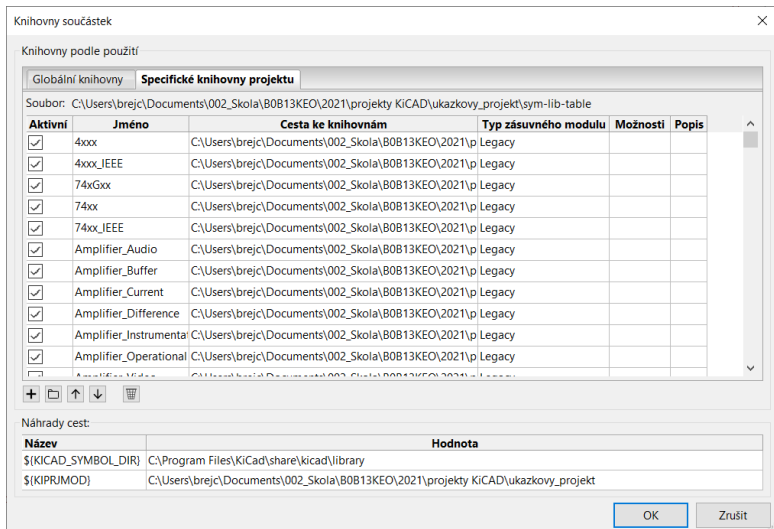 Knihovny součástek
Knihovny podle použití
Globální knihovny Specifické knihovny projektu
Soubor: C:\Users\brejc\Documents\002_Skola\B0B13KEO\2021\projekty KiCAD\ukazkovy_projekt\sym-lib-table
Aktivní Jméno Cesta ke knihovnám Typ zásuvného modulu Možnosti Popis
4xxx C:\Users\brejc\Documents\002_Skola\B0B13KEO\2021\p Legacy
4xxx_IEEE C:\Users\brejc\Documents\002_Skola\B0B13KEO\2021\p Legacy
74xGxx C:\Users\brejc\Documents\002_Skola\B0B13KEO\2021\p Legacy
74xx C:\Users\brejc\Documents\002_Skola\B0B13KEO\2021\p Legacy
74xx_IEEE C:\Users\brejc\Documents\002_Skola\B0B13KEO\2021\p Legacy
Amplifier_Audio C:\Users\brejc\Documents\002_Skola\B0B13KEO\2021\p Legacy
Amplifier_Buffer C:\Users\brejc\Documents\002_Skola\B0B13KEO\2021\p Legacy
Amplifier_Current C:\Users\brejc\Documents\002_Skola\B0B13KEO\2021\p Legacy
Amplifier_Difference C:\Users\brejc\Documents\002_Skola\B0B13KEO\2021\p Legacy
Amplifier_Instrumentat C:\Users\brejc\Documents\002_Skola\B0B13KEO\2021\p Legacy
Amplifier_Operational C:\Users\brejc\Documents\002_Skola\B0B13KEO\2021\p Legacy
Náhrady cest:
Název Hodnota
${KICAD_SYMBOL_DIR} C:\Program Files\KiCad\share\kicad\library
${KIPRJMOD} C:\Users\brejc\Documents\002_Skola\B0B13KEO\2021\projekty KiCAD\ukazkovy_projekt
OK Zrušit